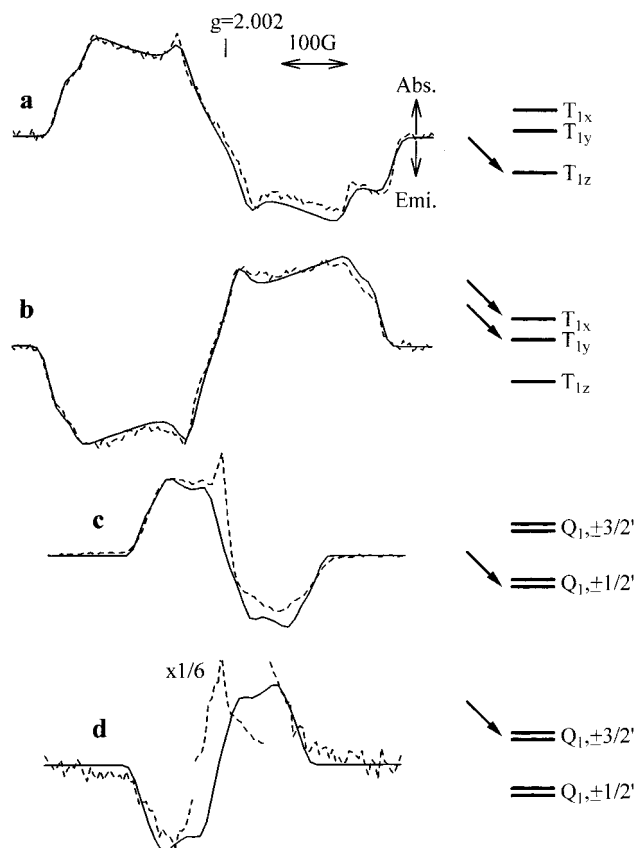 g=2.002
100G
a
Abs.
Emi.
T1x
T1y
T1z
b
T1x
T1y
T1z
c
Q1,±3/2'
Q1,±1/2'
x1/6
d
Q1,±3/2'
Q1,±1/2'